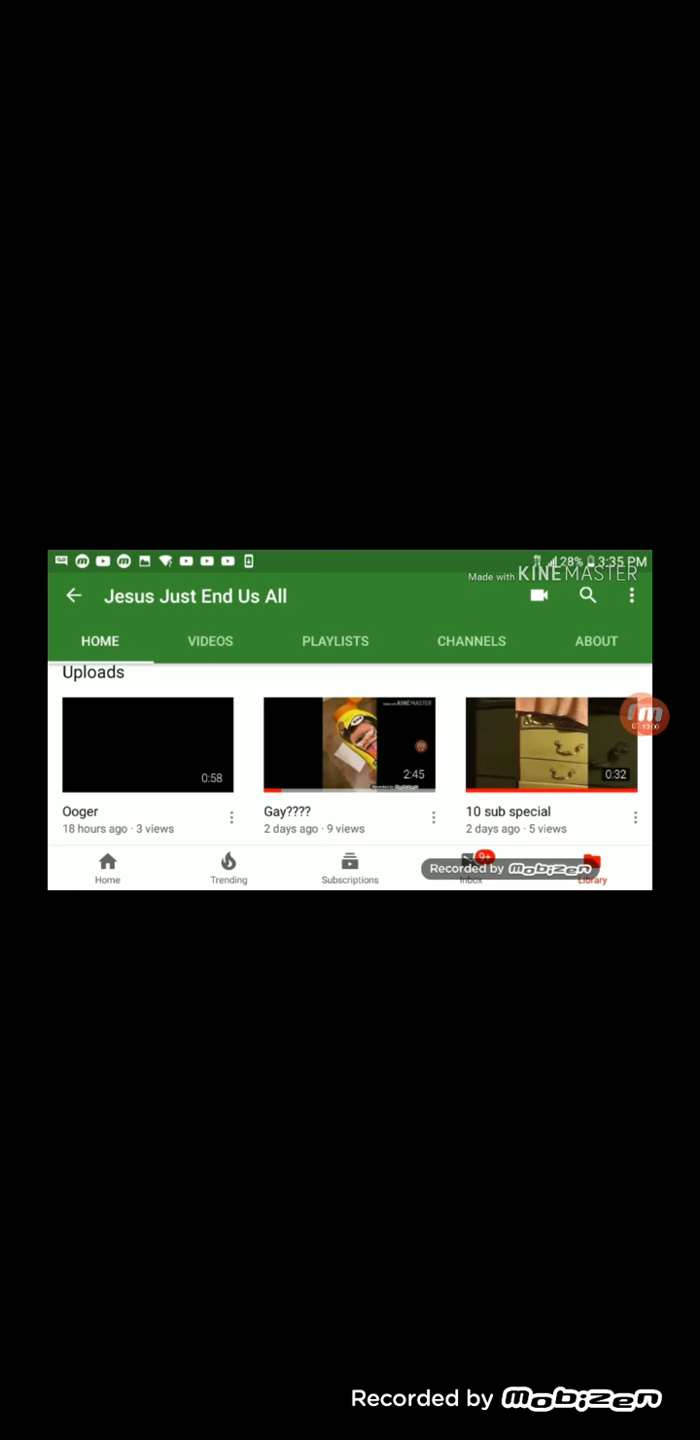 28% 3:35 PM
Made with KINEMASTER
Jesus Just End Us All
HOME VIDEOS PLAYLISTS CHANNELS ABOUT
Uploads
0:58 2:45 0:32
Ooger Gay???? 10 sub special
18 hours ago · 3 views 2 days ago · 9 views 2 days ago · 5 views
9+
Recorded by mobizen
Home Trending Subscriptions Inbox Library
Recorded by mobizen